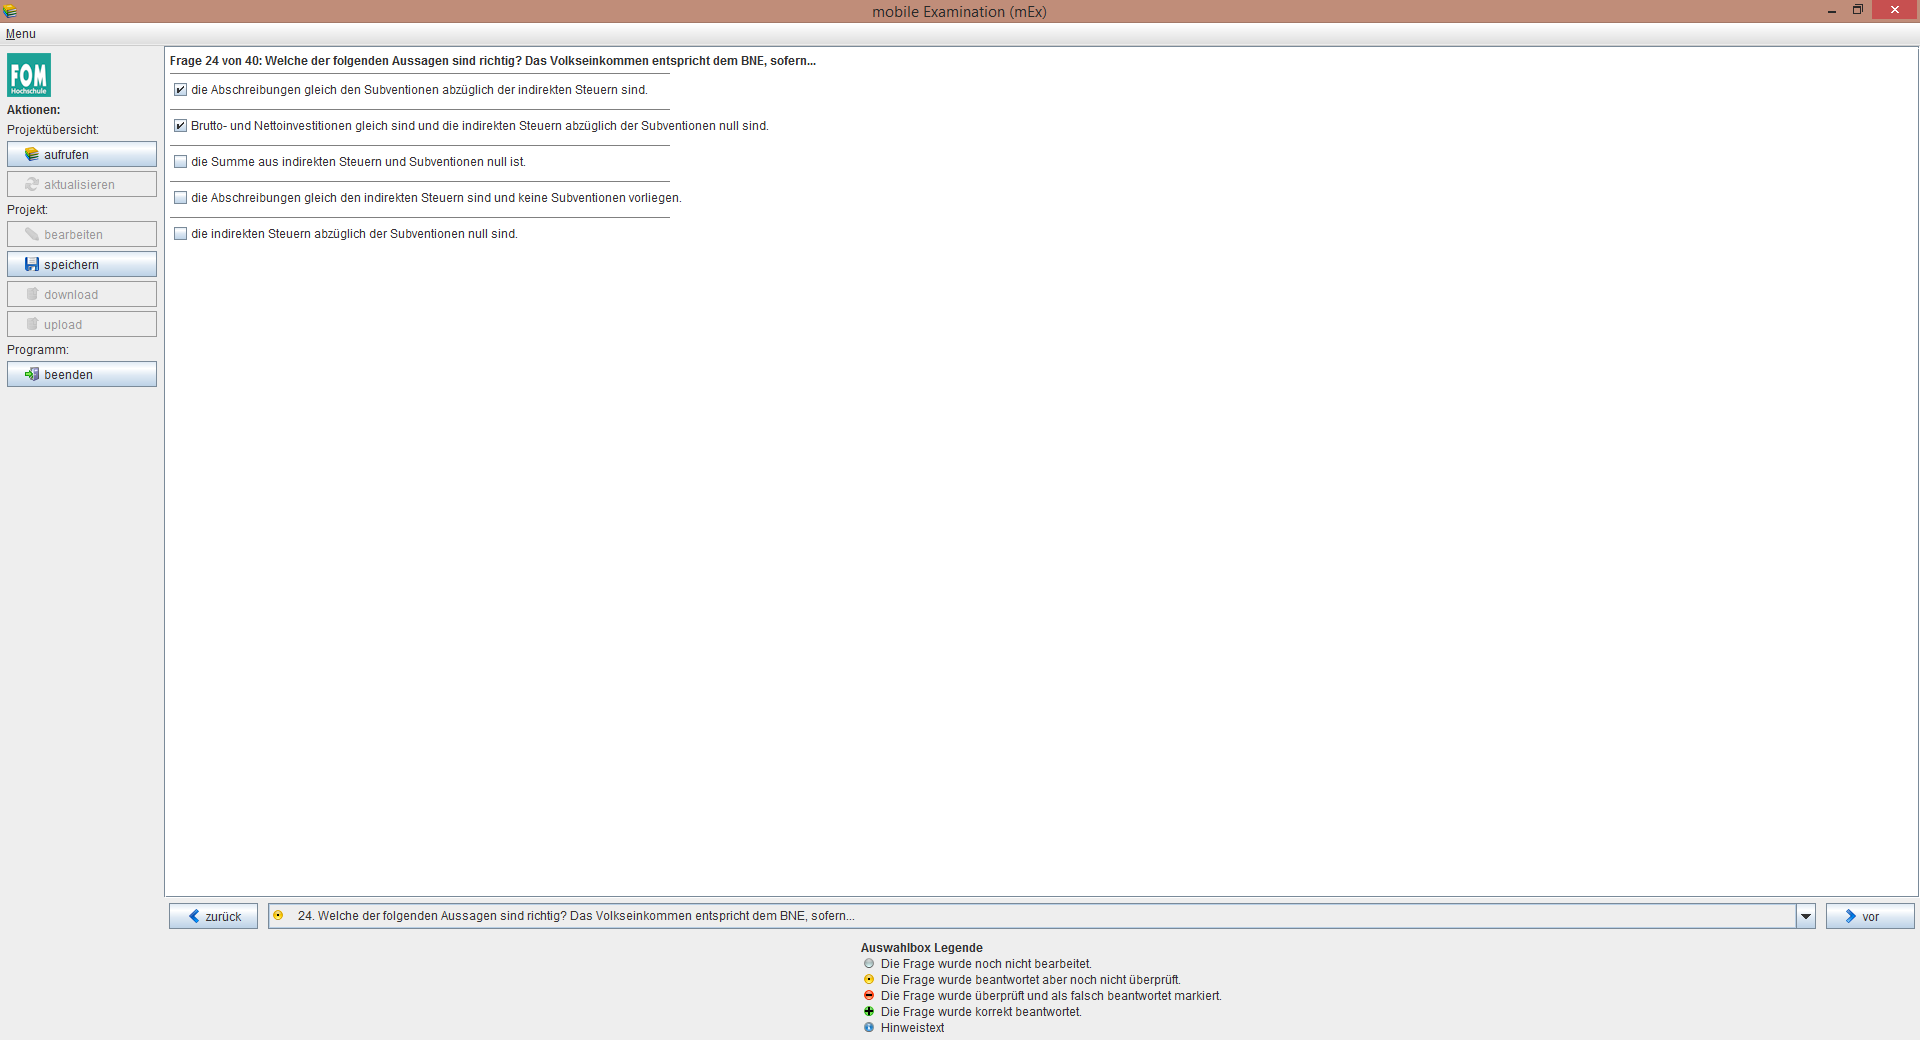 mobile Examination (mEx)
Menu
FOM
Hochschule
Aktionen:
Projektübersicht:
aufrufen
aktualisieren
Projekt:
bearbeiten
speichern
download
upload
Programm:
beenden
Frage 24 von 40: Welche der folgenden Aussagen sind richtig? Das Volkseinkommen entspricht dem BNE, sofern...
die Abschreibungen gleich den Subventionen abzüglich der indirekten Steuern sind.
Brutto- und Nettoinvestitionen gleich sind und die indirekten Steuern abzüglich der Subventionen null sind.
die Summe aus indirekten Steuern und Subventionen null ist.
die Abschreibungen gleich den indirekten Steuern sind und keine Subventionen vorliegen.
die indirekten Steuern abzüglich der Subventionen null sind.
zurück
24. Welche der folgenden Aussagen sind richtig? Das Volkseinkommen entspricht dem BNE, sofern...
vor
Auswahlbox Legende
Die Frage wurde noch nicht bearbeitet.
Die Frage wurde beantwortet aber noch nicht überprüft.
Die Frage wurde überprüft und als falsch beantwortet markiert.
Die Frage wurde korrekt beantwortet.
Hinweistext